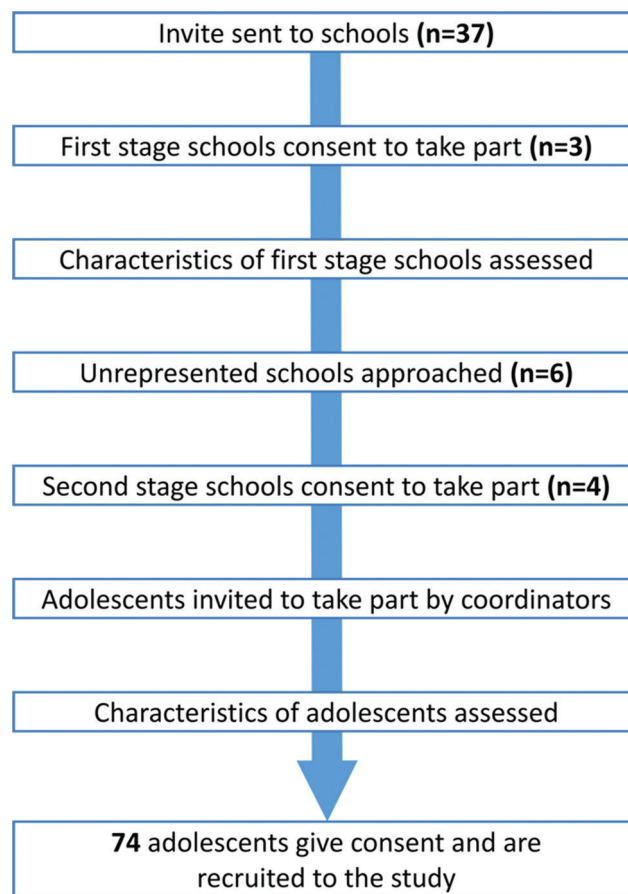 Invite sent to schools (n=37)
First stage schools consent to take part (n=3)
Characteristics of first stage schools assessed
Unrepresented schools approached (n=6)
Second stage schools consent to take part (n=4)
Adolescents invited to take part by coordinators
Characteristics of adolescents assessed
74 adolescents give consent and are
recruited to the study